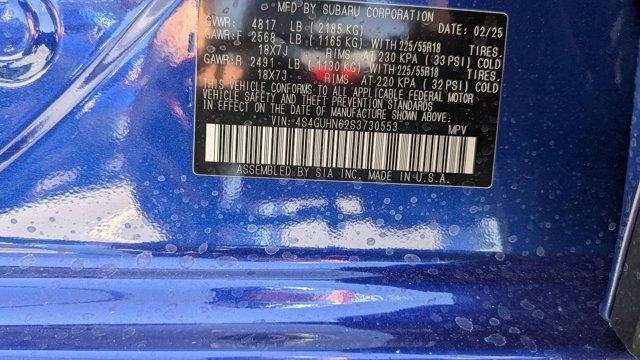 MFD BY SUBARU CORPORATION
GVWR: 4817 LB ( 2185 KG) DATE: 02/25
GAWR:F 2568 LB ( 1165 KG) WITH 225/55R18 TIRES.
18X7J RIMS. AT 230 KPA ( 33 PSI) COLD
GAWR:R 2491 LB ( 1130 KG) WITH 225/55R18 TIRES.
18X7J RIMS. AT 220 KPA ( 32 PSI) COLD
THIS VEHICLE CONFORMS TO ALL APPLICABLE FEDERAL MOTOR
VEHICLE SAFETY AND THEFT PREVENTION STANDARDS
IN EFFECT ON THE DATE OF MANUFACTURE SHOWN ABOVE.
VIN:-4S4GUHN62S3730553 MPV
ASSEMBLED BY SIA INC. MADE IN U.S.A.